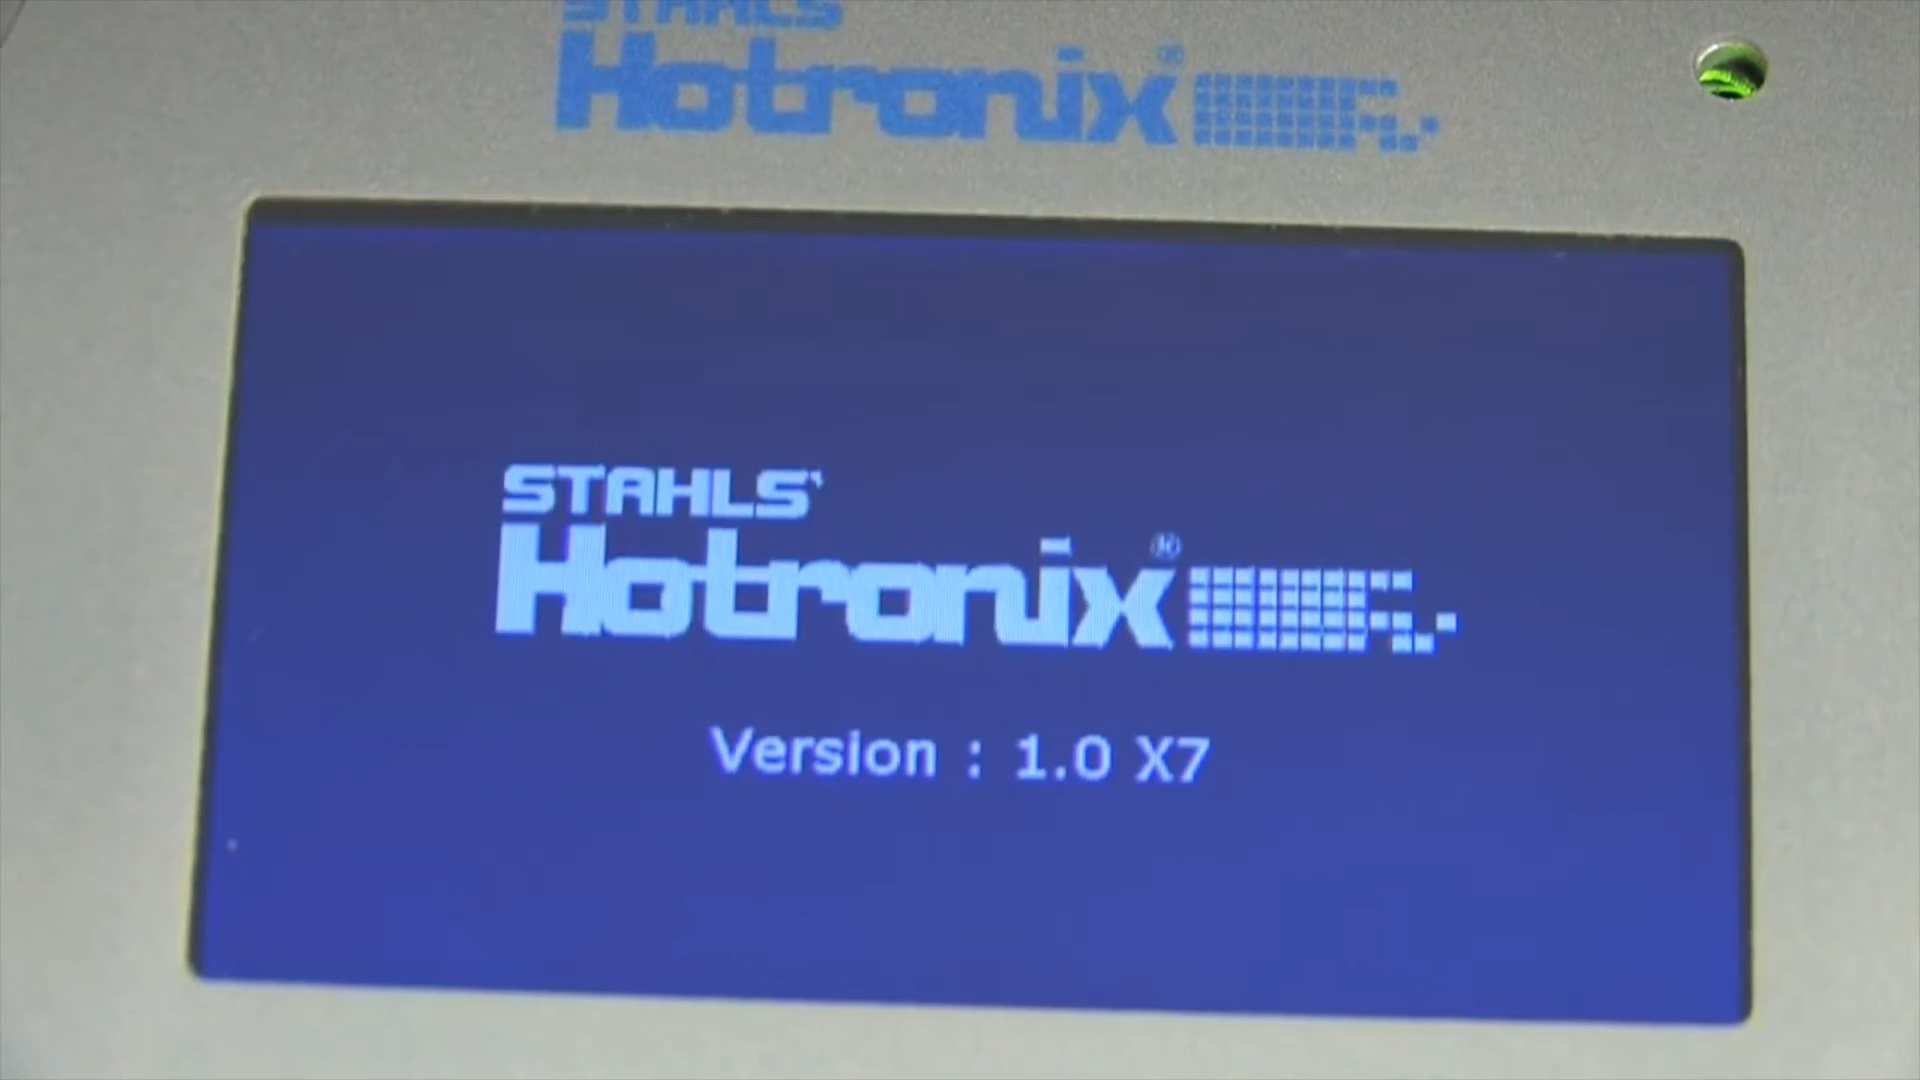 STAHLS
Hotronix®
STAHLS'
Hotronix®
Version : 1.0 X7